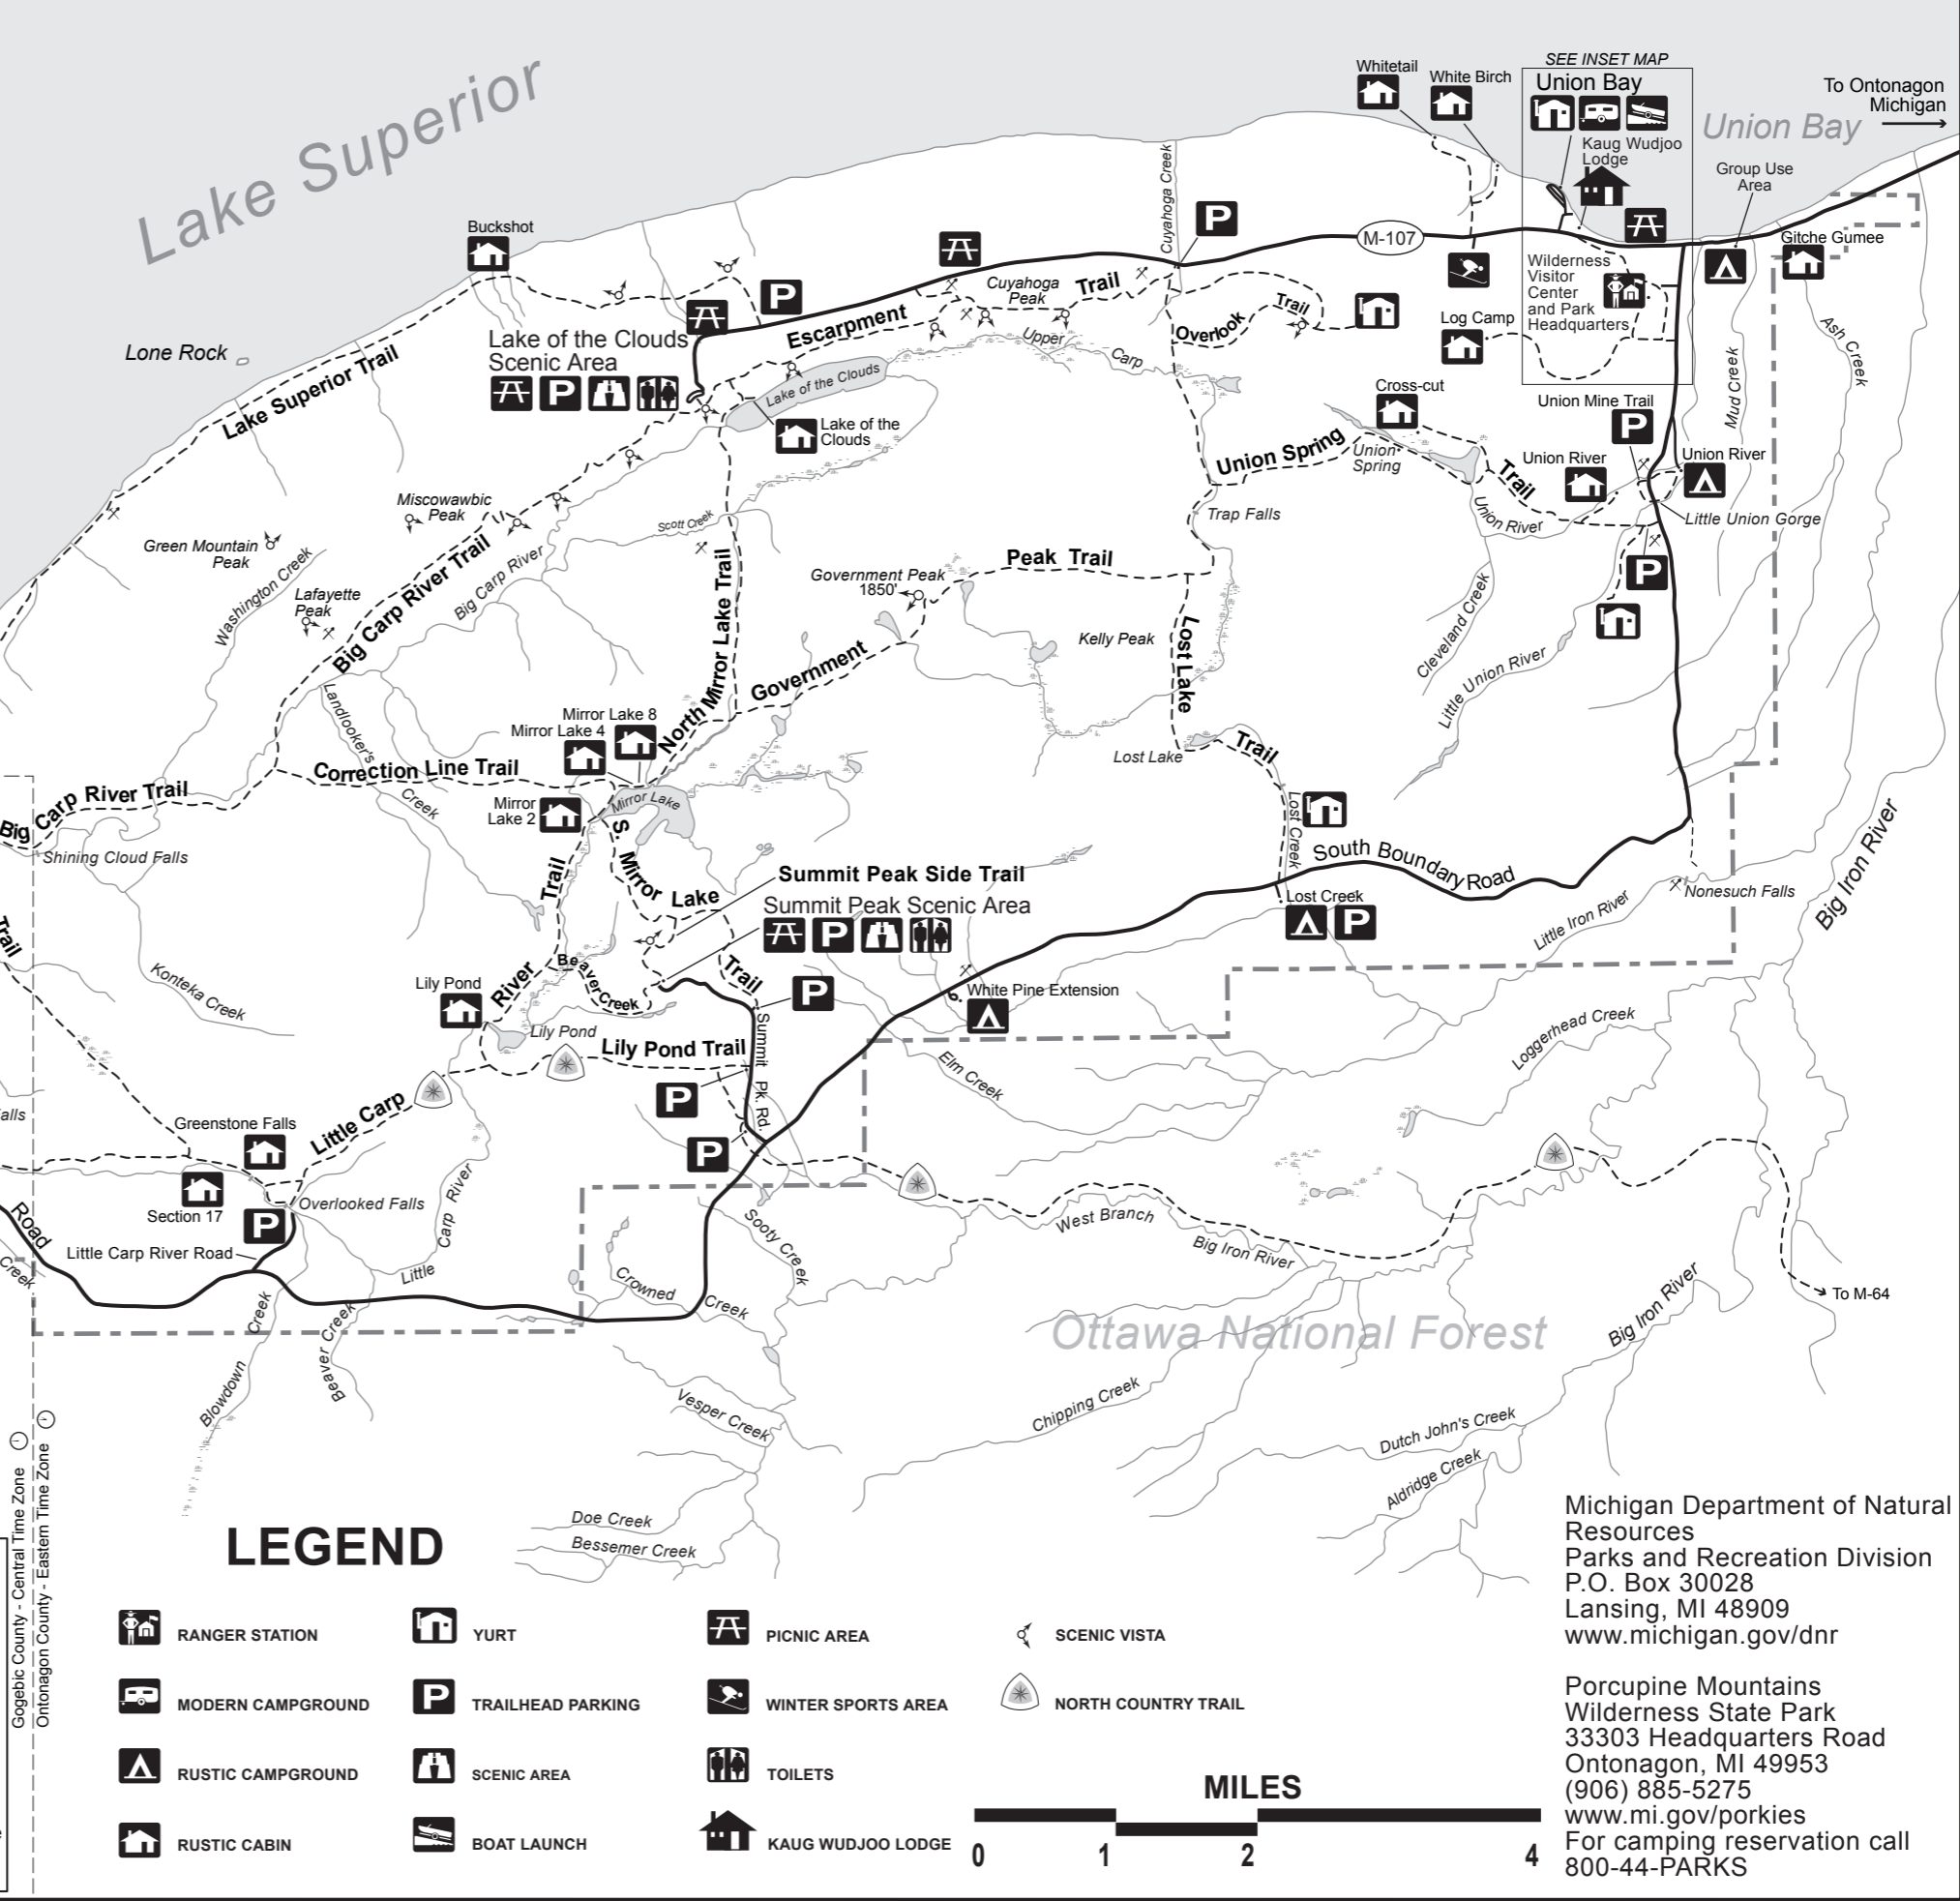 SEE INSET MAP
Whitetail
White Birch
Union Bay
To Ontonagon
Michigan
Union Bay
Lake Superior
Kaug Wudjoo
Lodge
Group Use
Area
Cuyahoga Creek
Buckshot
M-107
Gitche Gumee
Wilderness
Visitor
Center
and Park
Headquarters
Cuyahoga
Peak
Trail
Escarpment
Overlook
Trail
Log Camp
Upper
Carp
Lake of the Clouds
Scenic Area
Lone Rock
Lake Superior Trail
Lake of the Clouds
Lake of the
Clouds
Ash Creek
Mud Creek
Cross-cut
Union Mine Trail
Union Spring
Trail
Union
Spring
Union River
Union River
Union River
Little Union Gorge
Miscowawbic
Peak
Green Mountain
Peak
Washington Creek
Lafayette
Peak
Big Carp River Trail
Big Carp River
Scott Creek
North Mirror Lake Trail
Trap Falls
Peak Trail
Government Peak
1850'
Government
Kelly Peak
Lost Lake
Cleveland Creek
Little Union River
Landlooker's
Creek
Mirror Lake 8
Mirror Lake 4
Correction Line Trail
Mirror
Lake 2
Mirror Lake
Lost Lake
Trail
Lost Creek
Big Carp River Trail
Shining Cloud Falls
S. Mirror Lake
Trail
Trail
Summit Peak Side Trail
Summit Peak Scenic Area
South Boundary Road
Lost Creek
Nonesuch Falls
Little Iron River
Big Iron River
Trail
Konteka Creek
Lily Pond
River
Beaver Creek
Lily Pond
Lily Pond Trail
Summit Pk. Rd.
White Pine Extension
Elm Creek
Loggerhead Creek
alls
Greenstone Falls
Little Carp
Section 17
Overlooked Falls
Little Carp River Road
Road
Creek
Little
Carp River
Sooty Creek
West Branch
Big Iron River
Crowned
Creek
To M-64
Big Iron River
Ottawa National Forest
Blowdown
Creek
Beaver Creek
Vesper Creek
Chipping Creek
Dutch John's Creek
Aldridge Creek
Doe Creek
Bessemer Creek
Gogebic County - Central Time Zone
Ontonagon County - Eastern Time Zone
LEGEND
RANGER STATION
YURT
PICNIC AREA
SCENIC VISTA
MODERN CAMPGROUND
P
TRAILHEAD PARKING
WINTER SPORTS AREA
NORTH COUNTRY TRAIL
RUSTIC CAMPGROUND
SCENIC AREA
TOILETS
RUSTIC CABIN
BOAT LAUNCH
KAUG WUDJOO LODGE
MILES
0 1 2 4
Michigan Department of Natural
Resources
Parks and Recreation Division
P.O. Box 30028
Lansing, MI 48909
www.michigan.gov/dnr
Porcupine Mountains
Wilderness State Park
33303 Headquarters Road
Ontonagon, MI 49953
(906) 885-5275
www.mi.gov/porkies
For camping reservation call
800-44-PARKS